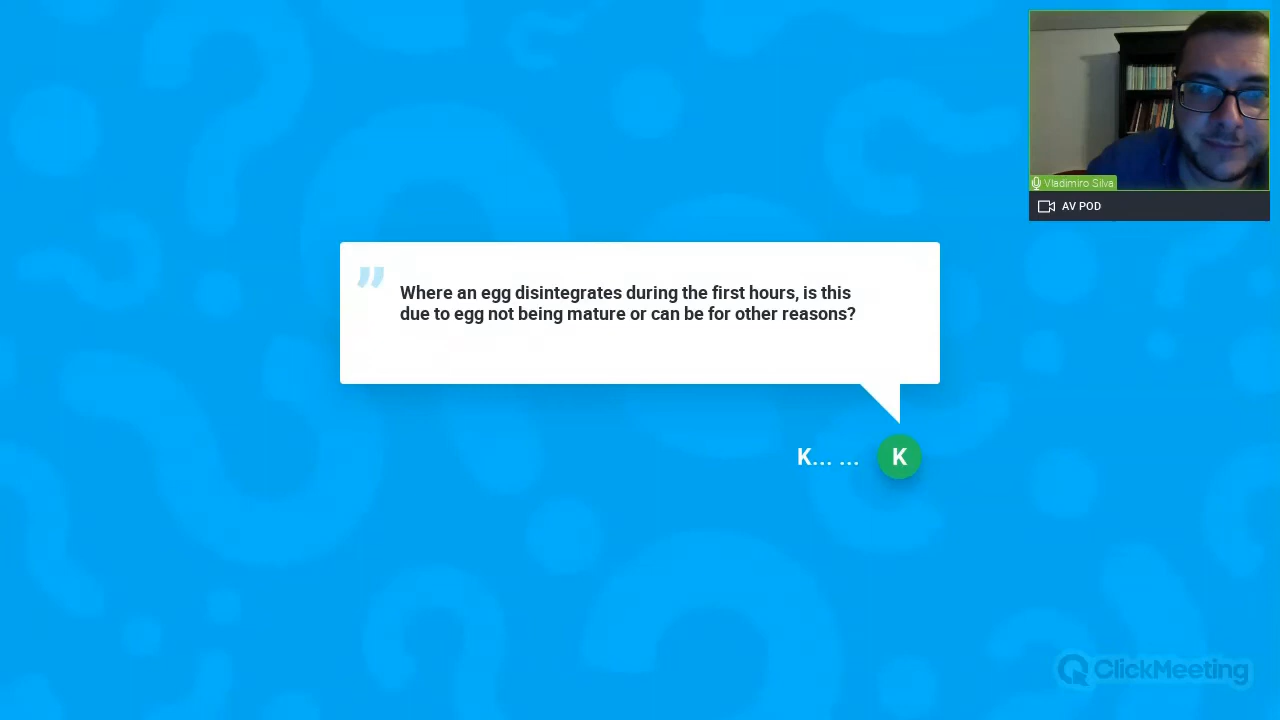 Vladimiro Silva
AV POD
Where an egg disintegrates during the first hours, is this
due to egg not being mature or can be for other reasons?
K... ...
K
ClickMeeting